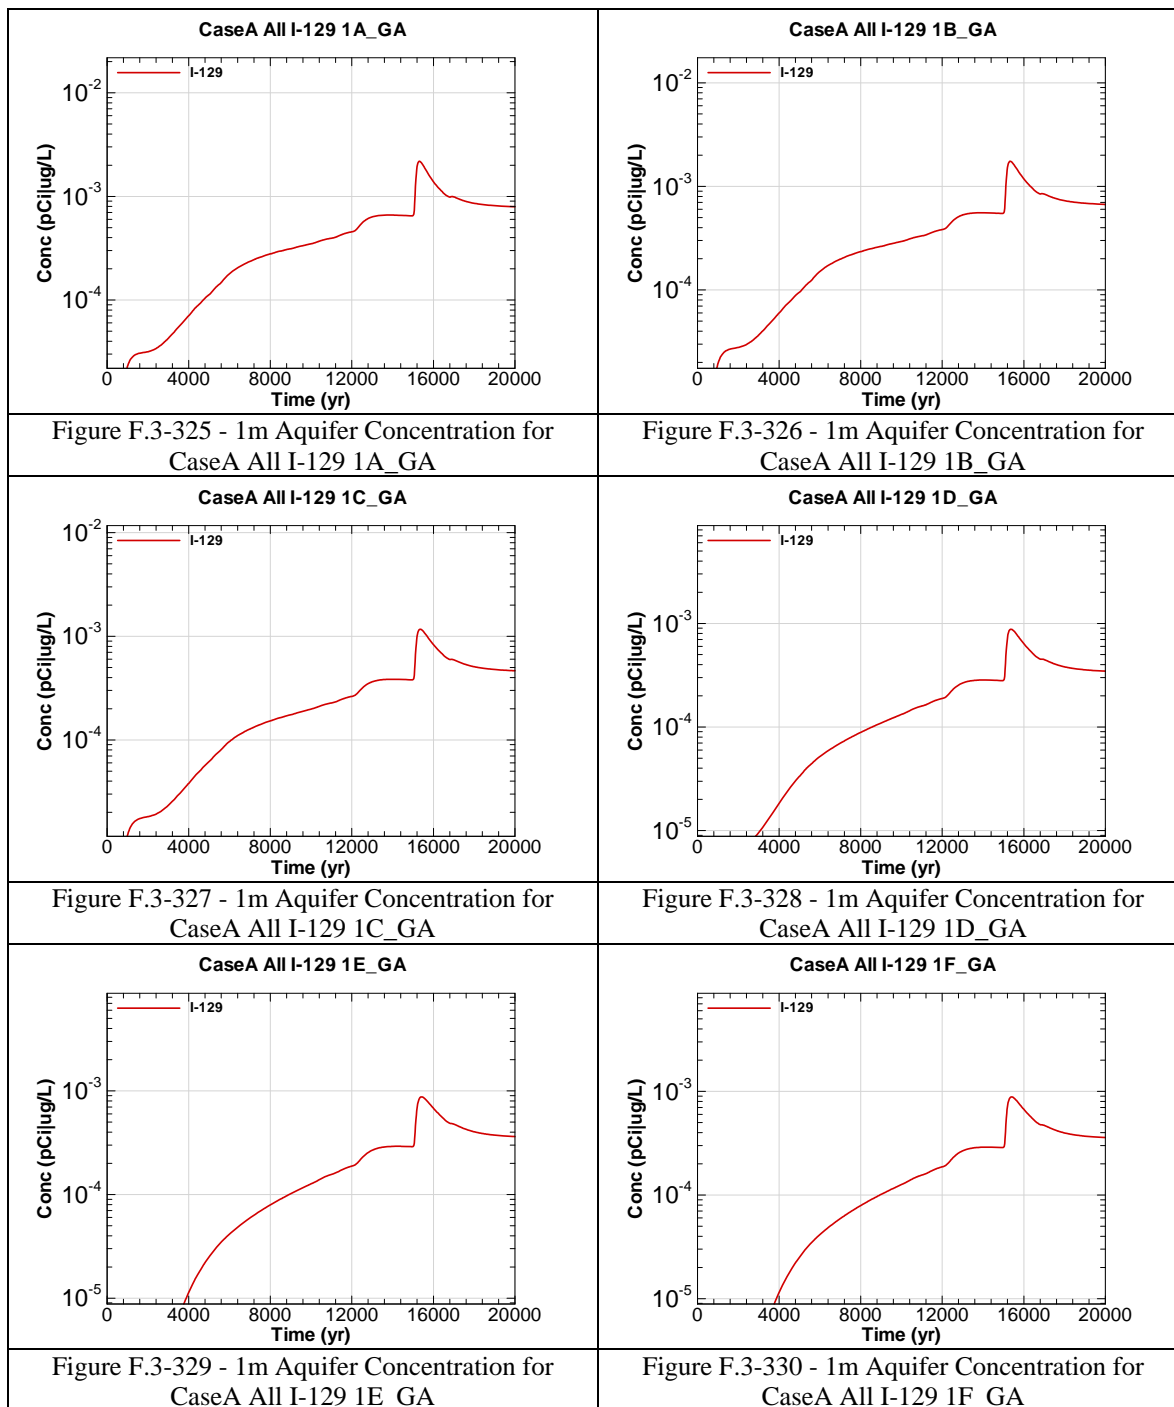 CaseA All I-129 1A_GA
I-129
10-2
10-3
10-4
Conc (pCi|ug/L)
0 4000 8000 12000 16000 20000
Time (yr)
Figure F.3-325 - 1m Aquifer Concentration for
CaseA All I-129 1A_GA
CaseA All I-129 1B_GA
I-129
10-2
10-3
10-4
Conc (pCi|ug/L)
0 4000 8000 12000 16000 20000
Time (yr)
Figure F.3-326 - 1m Aquifer Concentration for
CaseA All I-129 1B_GA
CaseA All I-129 1C_GA
I-129
10-2
10-3
10-4
Conc (pCi|ug/L)
0 4000 8000 12000 16000 20000
Time (yr)
Figure F.3-327 - 1m Aquifer Concentration for
CaseA All I-129 1C_GA
CaseA All I-129 1D_GA
I-129
10-3
10-4
10-5
Conc (pCi|ug/L)
0 4000 8000 12000 16000 20000
Time (yr)
Figure F.3-328 - 1m Aquifer Concentration for
CaseA All I-129 1D_GA
CaseA All I-129 1E_GA
I-129
10-3
10-4
10-5
Conc (pCi|ug/L)
0 4000 8000 12000 16000 20000
Time (yr)
Figure F.3-329 - 1m Aquifer Concentration for
CaseA All I-129 1E_GA
CaseA All I-129 1F_GA
I-129
10-3
10-4
10-5
Conc (pCi|ug/L)
0 4000 8000 12000 16000 20000
Time (yr)
Figure F.3-330 - 1m Aquifer Concentration for
CaseA All I-129 1F_GA